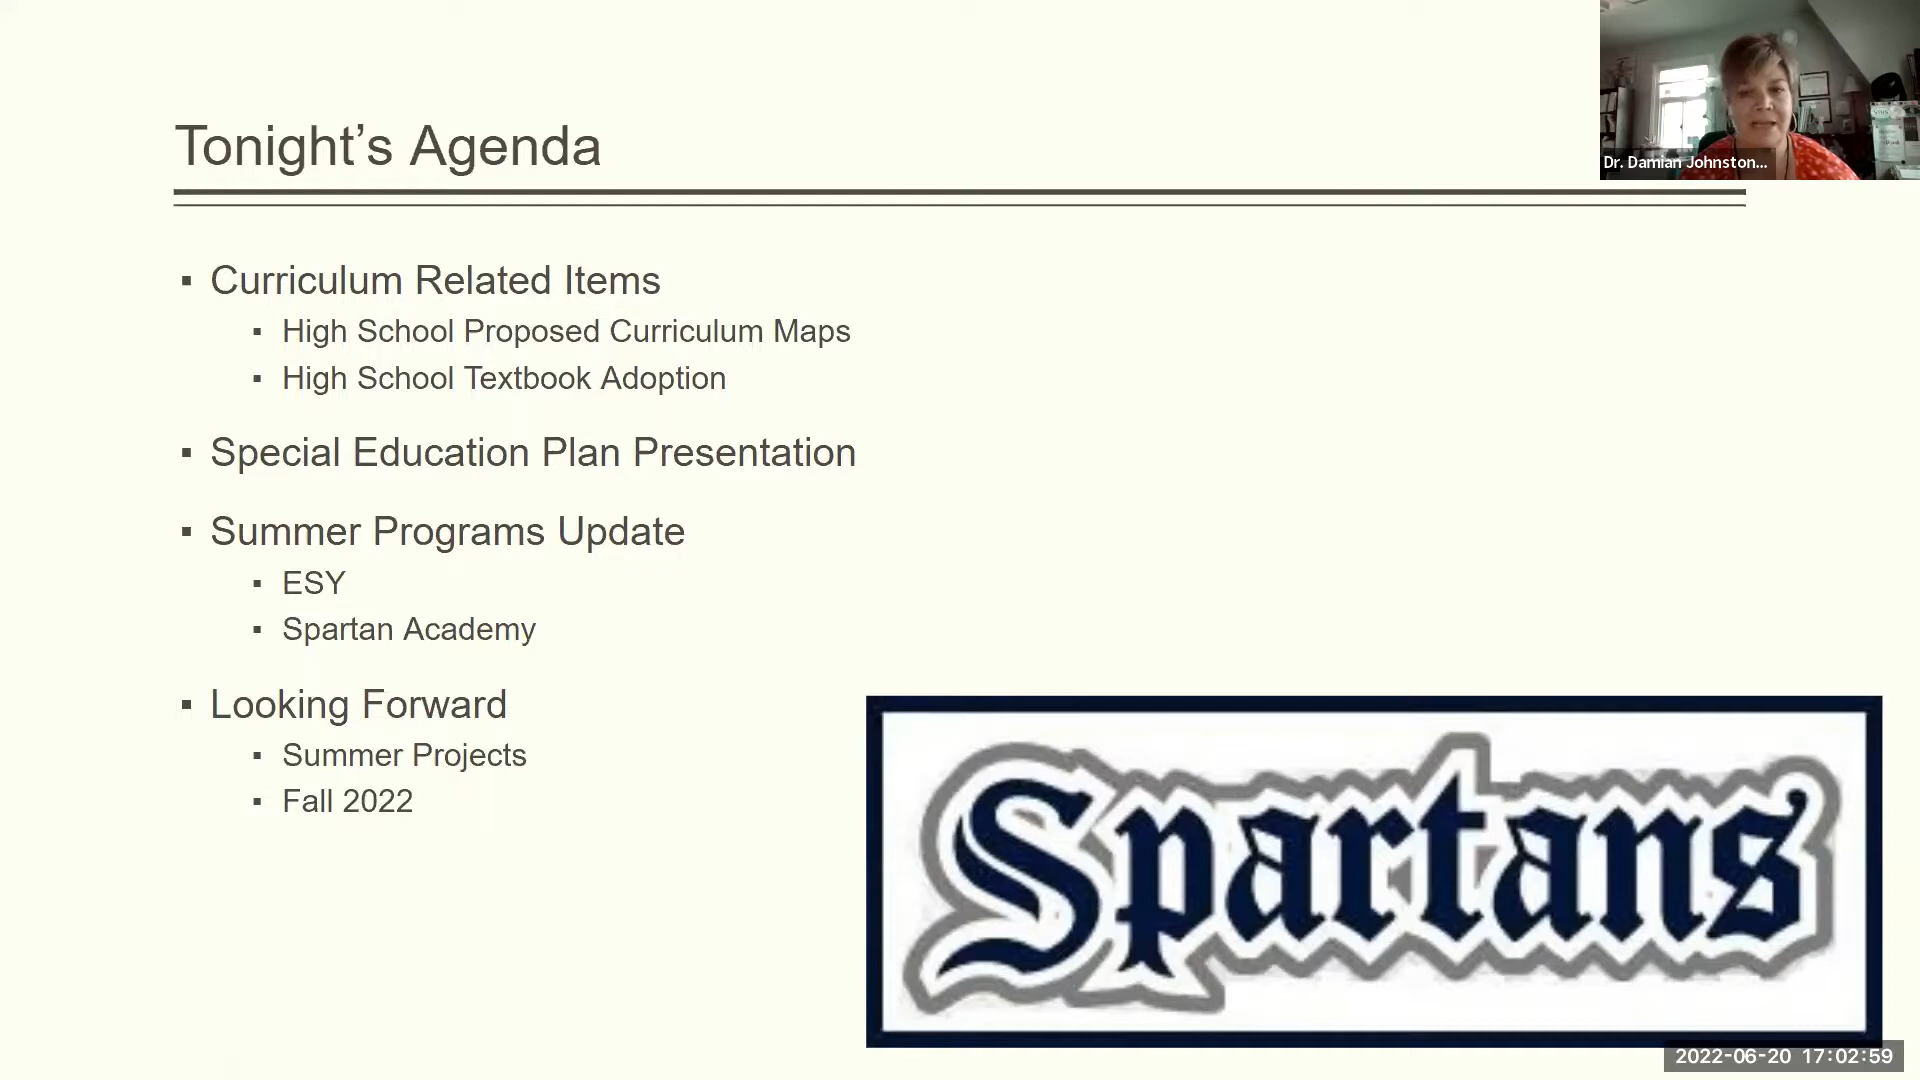 Tonight’s Agenda
Dr. Damian Johnston...
▪ Curriculum Related Items
▪ High School Proposed Curriculum Maps
▪ High School Textbook Adoption
▪ Special Education Plan Presentation
▪ Summer Programs Update
▪ ESY
▪ Spartan Academy
▪ Looking Forward
▪ Summer Projects
▪ Fall 2022
Spartans
2022-06-20 17:02:59